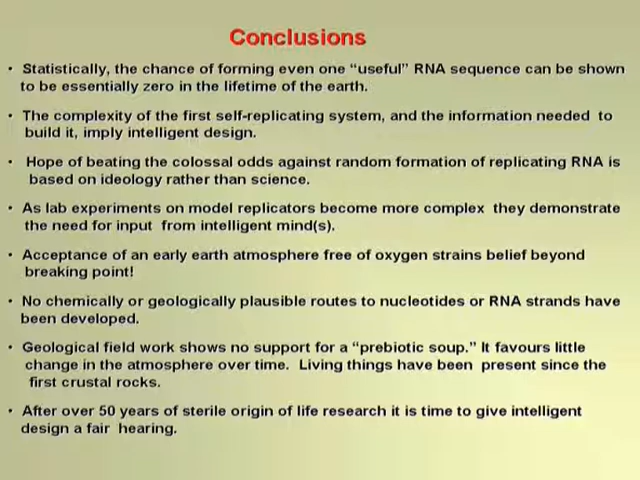 Conclusions
• Statistically, the chance of forming even one “useful” RNA sequence can be shown
to be essentially zero in the lifetime of the earth.
• The complexity of the first self-replicating system, and the information needed to
build it, imply intelligent design.
• Hope of beating the colossal odds against random formation of replicating RNA is
based on ideology rather than science.
• As lab experiments on model replicators become more complex they demonstrate
the need for input from intelligent mind(s).
• Acceptance of an early earth atmosphere free of oxygen strains belief beyond
breaking point!
• No chemically or geologically plausible routes to nucleotides or RNA strands have
been developed.
• Geological field work shows no support for a “prebiotic soup.” It favours little
change in the atmosphere over time. Living things have been present since the
first crustal rocks.
• After over 50 years of sterile origin of life research it is time to give intelligent
design a fair hearing.